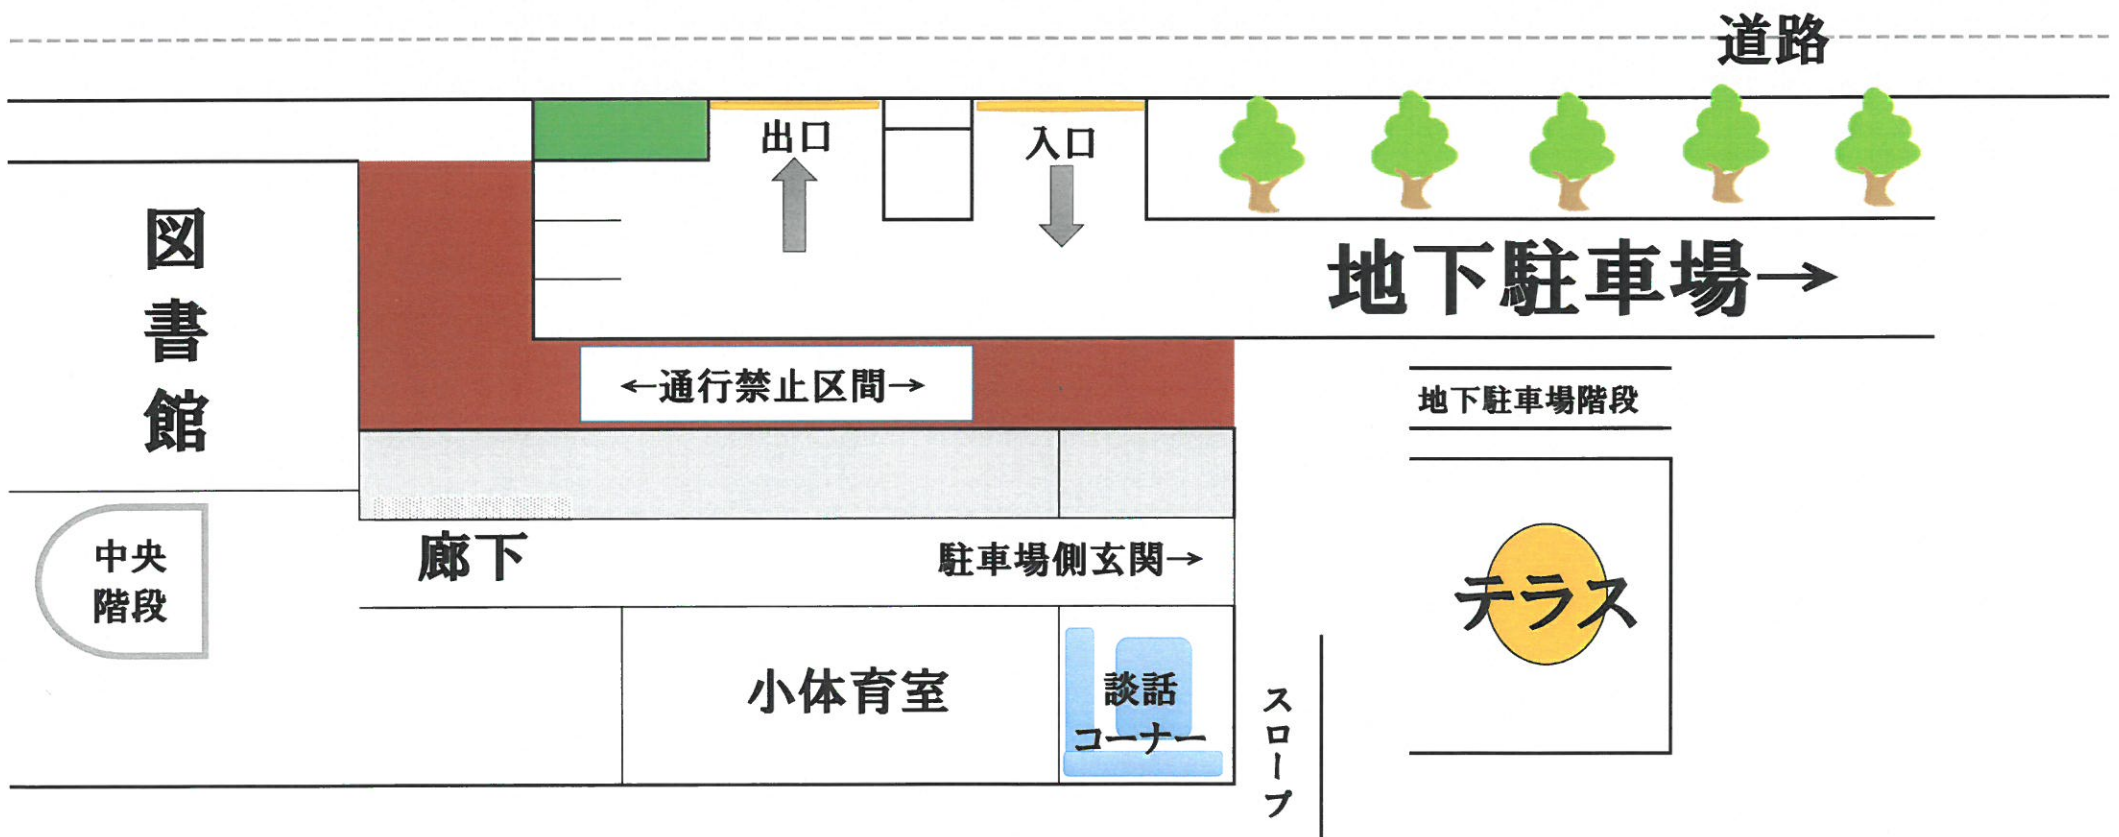 道路
出口
入口
図書館
地下駐車場→
←通行禁止区間→
地下駐車場階段
中央
階段
廊下
駐車場側玄関→
テラス
小体育室
談話
コーナー
スロープ